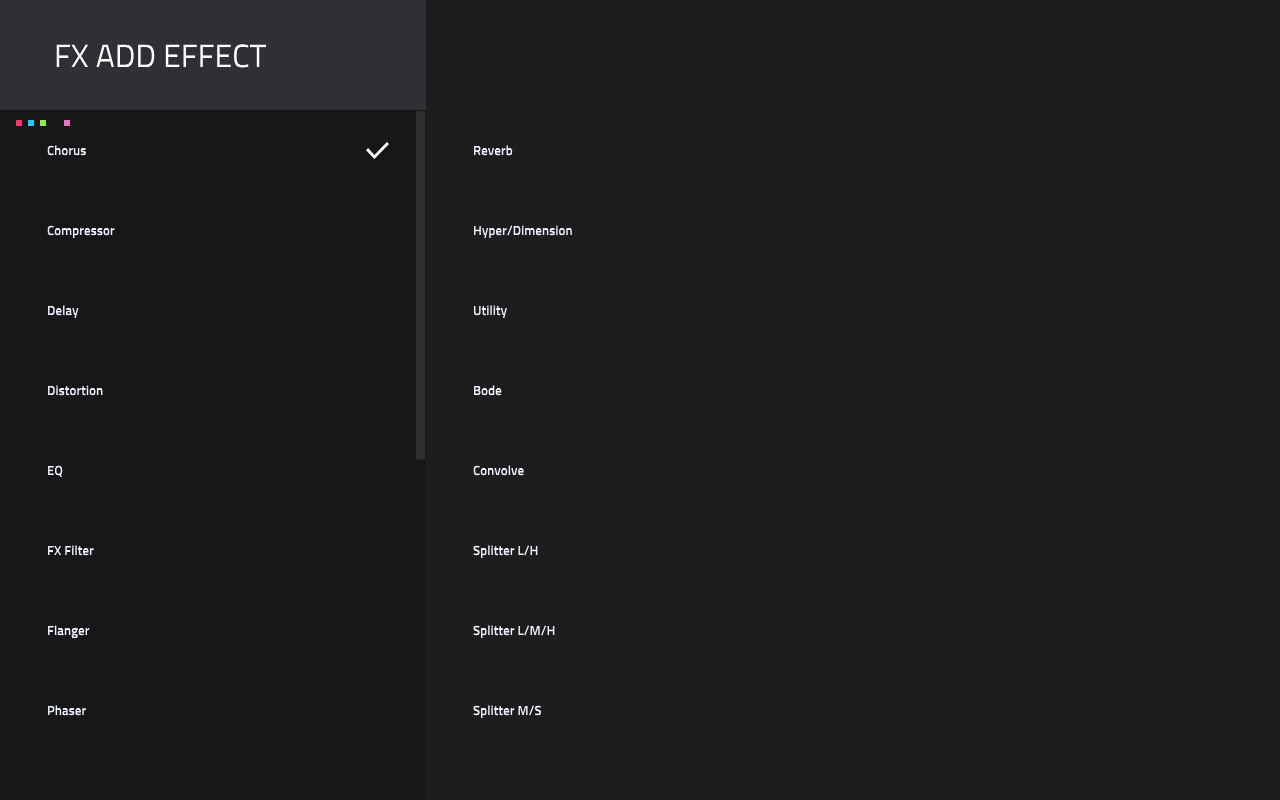 FX ADD EFFECT
Chorus
Compressor
Delay
Distortion
EQ
FX Filter
Flanger
Phaser
Reverb
Hyper/Dimension
Utility
Bode
Convolve
Splitter L/H
Splitter L/M/H
Splitter M/S